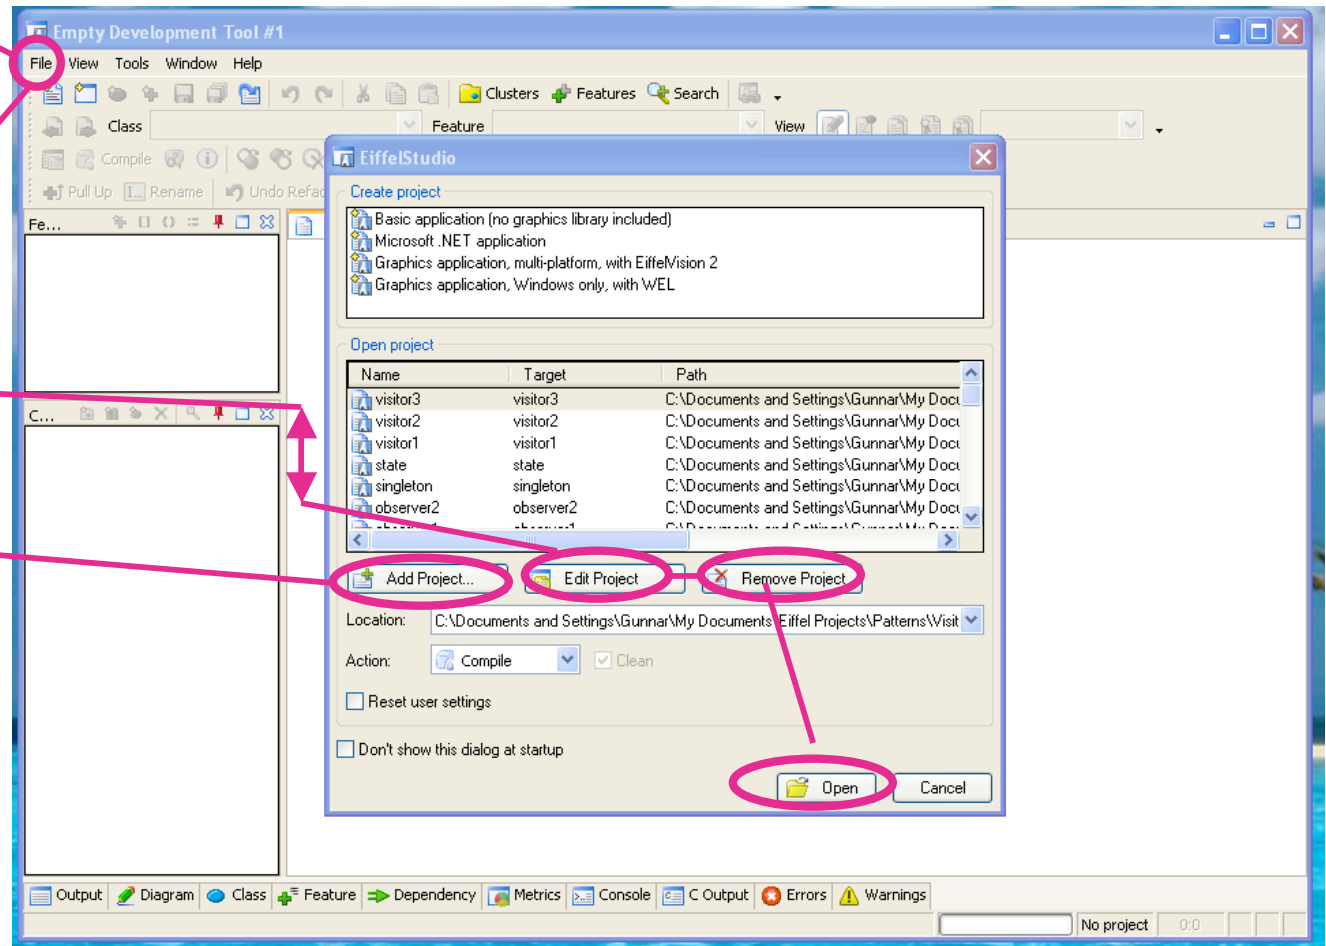 Empty Development Tool #1
File View Tools Window Help
Clusters Features Search
Class Feature View
Compile
Pull Up I... Rename Undo Refac
EiffelStudio
Create project
Basic application (no graphics library included)
Microsoft .NET application
Graphics application, multi-platform, with EiffelVision 2
Graphics application, Windows only, with WEL
Fe...
C...
Open project
Name Target Path
visitor3 visitor3 C:\Documents and Settings\Gunnar\My Docu
visitor2 visitor2 C:\Documents and Settings\Gunnar\My Docu
visitor1 visitor1 C:\Documents and Settings\Gunnar\My Docu
state state C:\Documents and Settings\Gunnar\My Docu
singleton singleton C:\Documents and Settings\Gunnar\My Docu
observer2 observer2 C:\Documents and Settings\Gunnar\My Docu
Add Project... Edit Project Remove Project
Location: C:\Documents and Settings\Gunnar\My Documents\Eiffel Projects\Patterns\Visit
Action: Compile Clean
Reset user settings
Don't show this dialog at startup
Open Cancel
Output Diagram Class Feature Dependency Metrics Console C Output Errors Warnings
No project 0:0